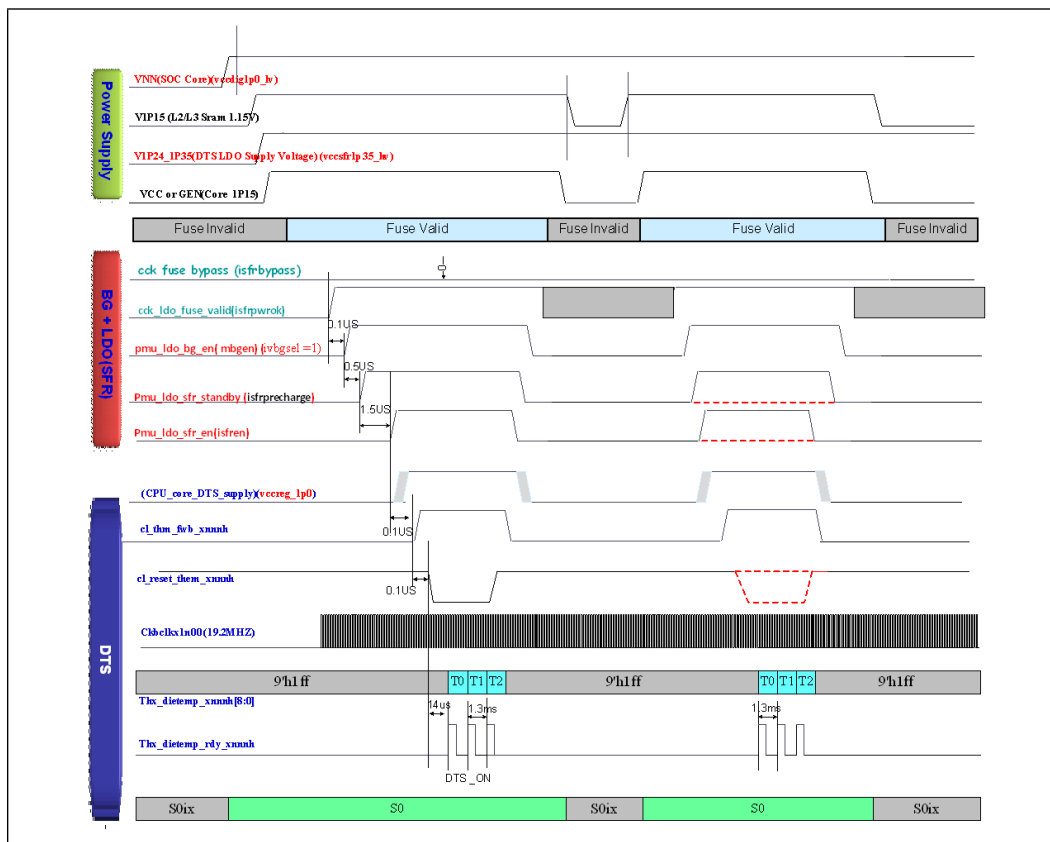 Power Supply
VNN(SOC Core)(vccdig1p0_lv)
VIP15 (L2/L3 Sram 1.15V)
VIP24_1P35(DTS LDO Supply Voltage) (vccsfr1p35_lv)
VCC or GEN(Core 1P15)
Fuse Invalid Fuse Valid Fuse Invalid Fuse Valid Fuse Invalid
BG + LDO(SFR)
cck fuse bypass (isfrbypass)
0
cck_ldo_fuse_valid(isfrpwrok)
0.1US
pmu_ldo_bg_en( mbgen) (ivbgsel =1)
0.5US
Pmu_ldo_sfr_standby (isfrprecharge)
1.5US
Pmu_ldo_sfr_en(isfren)
(CPU_core_DTS_supply)(vccreg_1p0)
0.1US
cl_thm_fwb_xnnnh
cl_reset_them_xnnnh
0.1US
Ckbclkx1n00(19.2MHZ)
DTS
9'h1ff T0 T1 T2 9'h1ff T0 T1 T2 9'h1ff
Thx_dietemp_xnnnh[8:0]
14us 1.3ms 1.3ms
Thx_dietemp_rdy_xnnnh
DTS_ON
S0ix S0 S0ix S0 S0ix